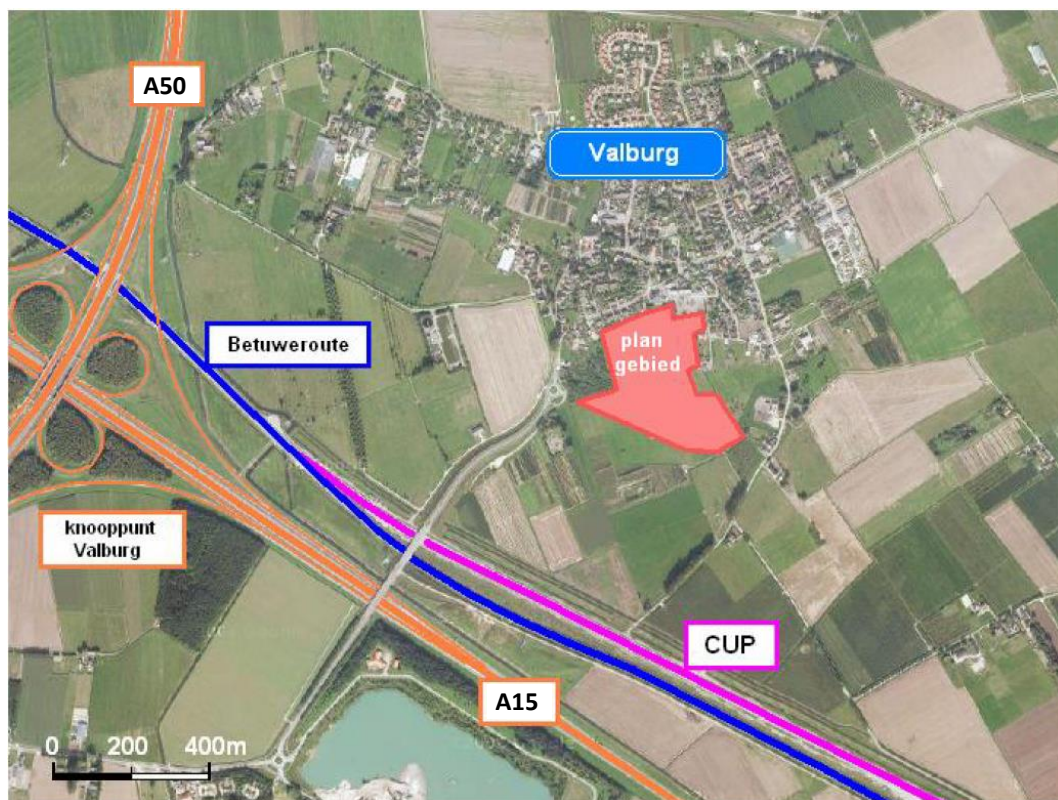 A50
Valburg
Betuweroute
plan
gebied
knooppunt
Valburg
CUP
A15
0 200 400m